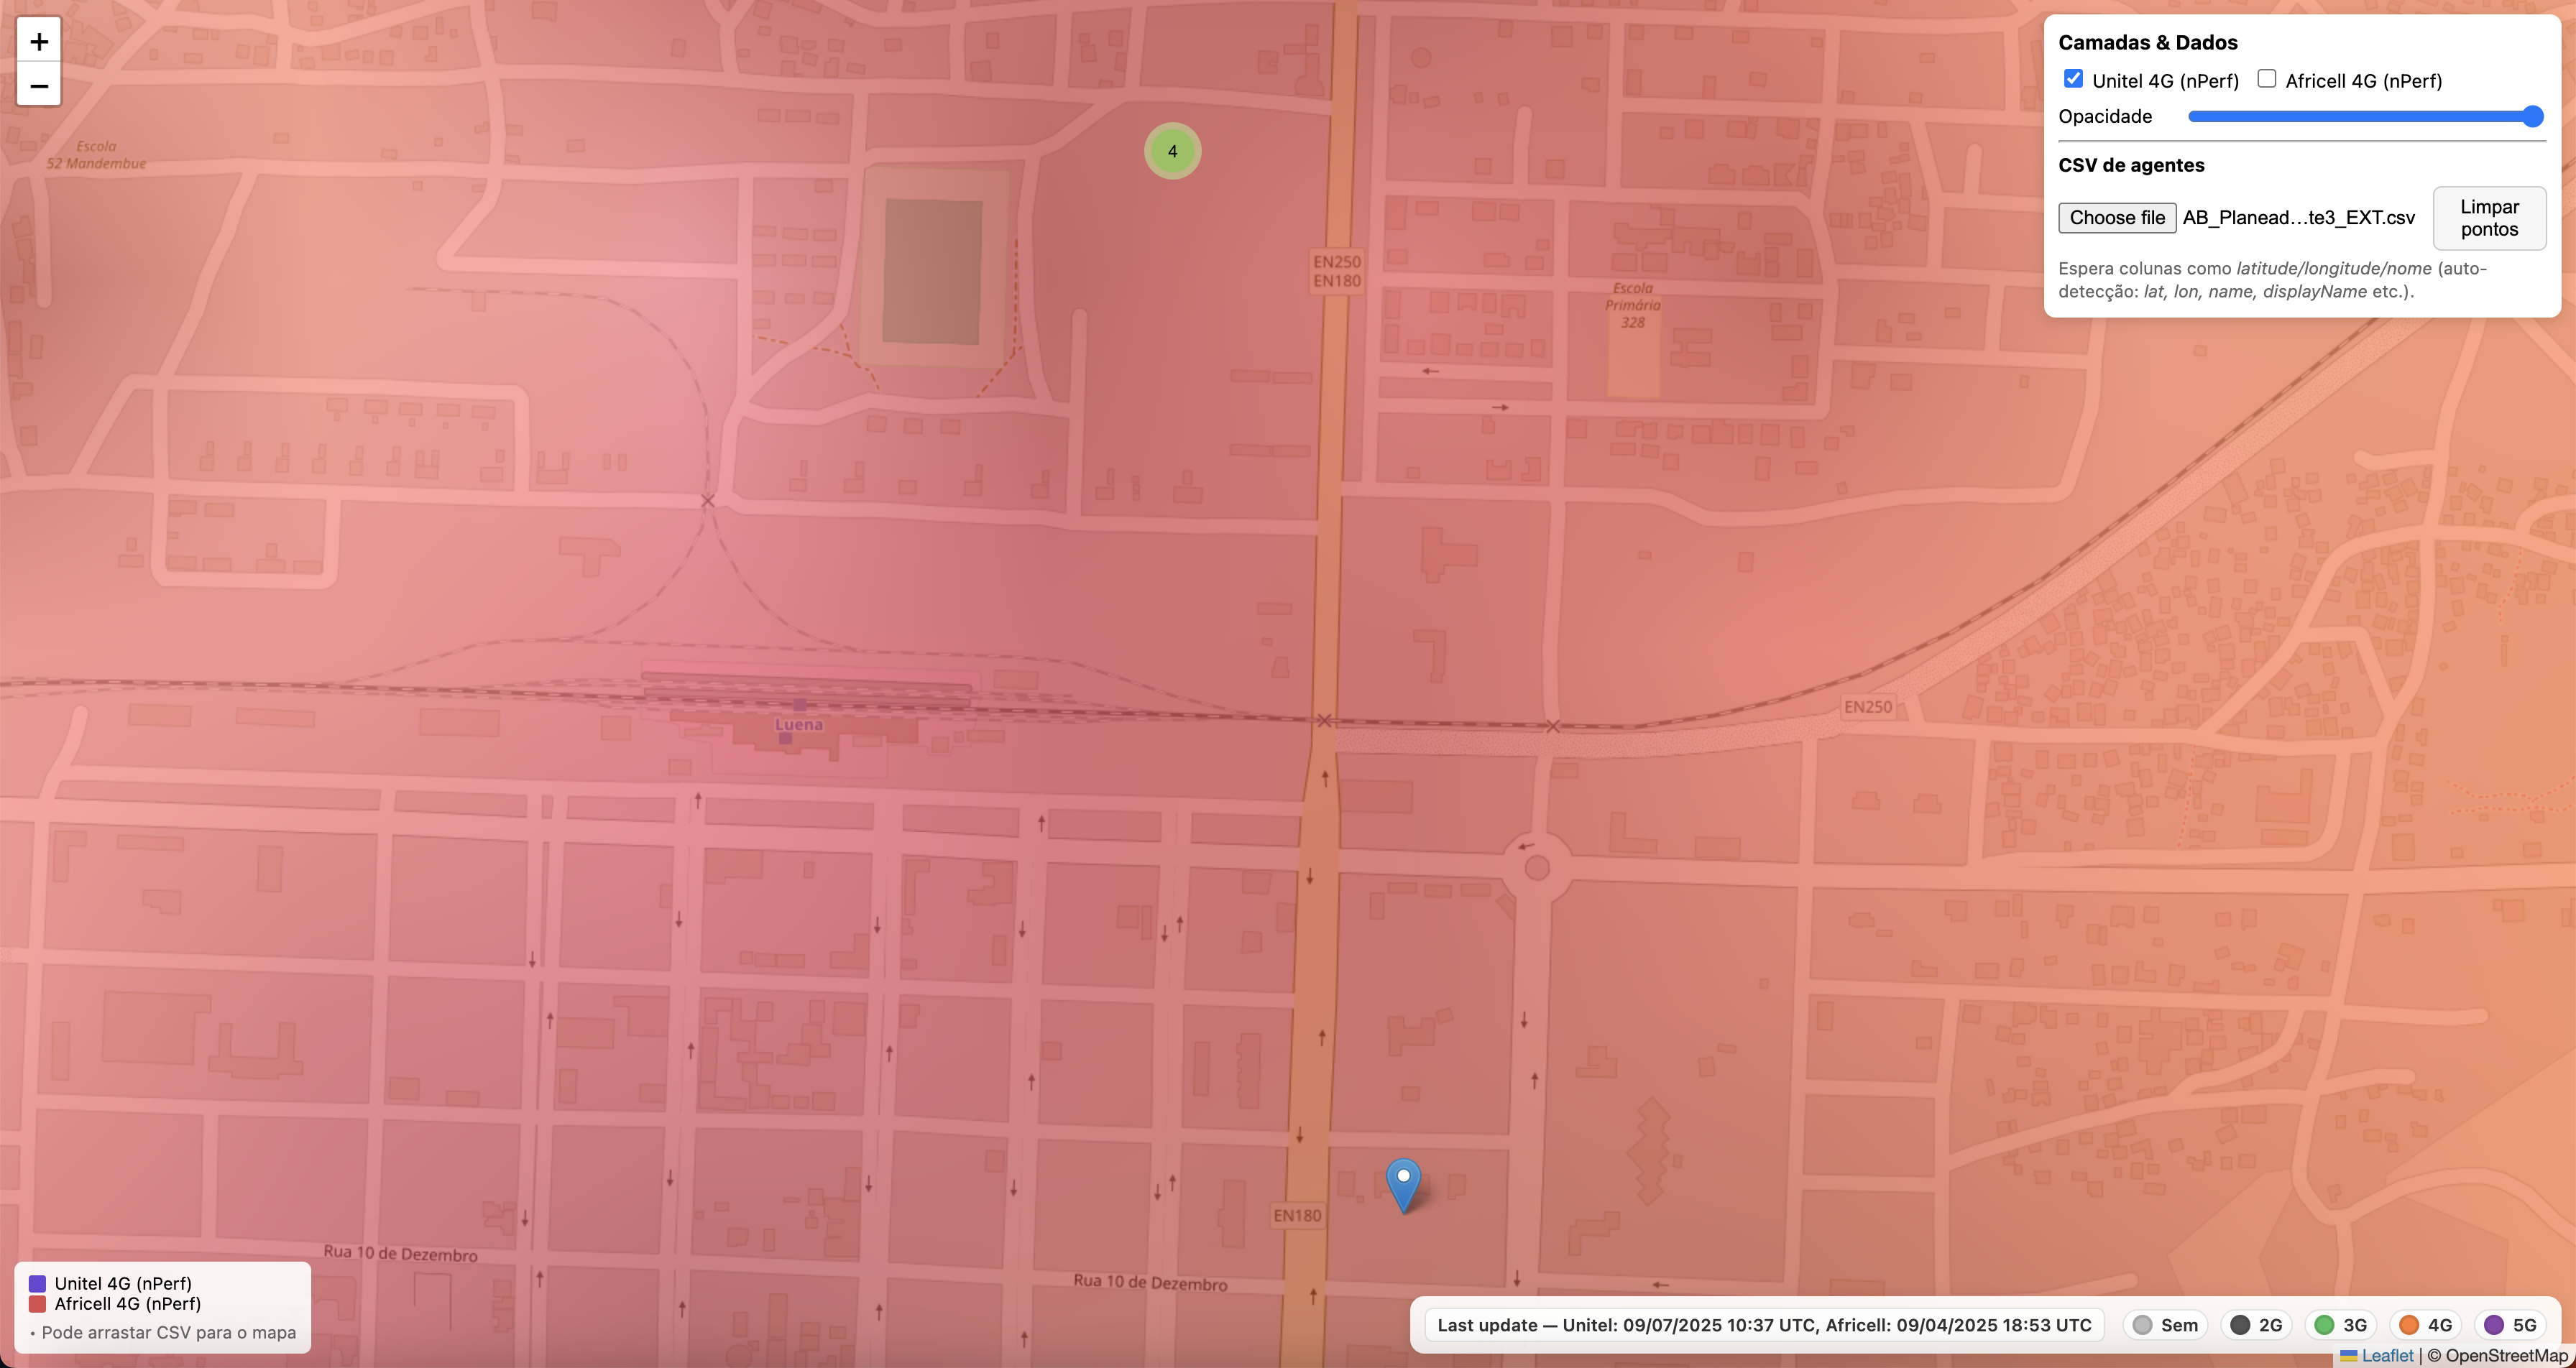 +
−
Camadas & Dados
Unitel 4G (nPerf) Africell 4G (nPerf)
Opacidade
CSV de agentes
Choose file AB_Planead...te3_EXT.csv
Limpar
pontos
Espera colunas como latitude/longitude/nome (auto-
detecção: lat, lon, name, displayName etc.).
Escola
52 Mandembue
4
EN250
EN180
Escola
Primária
328
Luena
EN250
EN180
Rua 10 de Dezembro
Rua 10 de Dezembro
Unitel 4G (nPerf)
Africell 4G (nPerf)
• Pode arrastar CSV para o mapa
Last update — Unitel: 09/07/2025 10:37 UTC, Africell: 09/04/2025 18:53 UTC
Sem 2G 3G 4G 5G
Leaflet | © OpenStreetMap